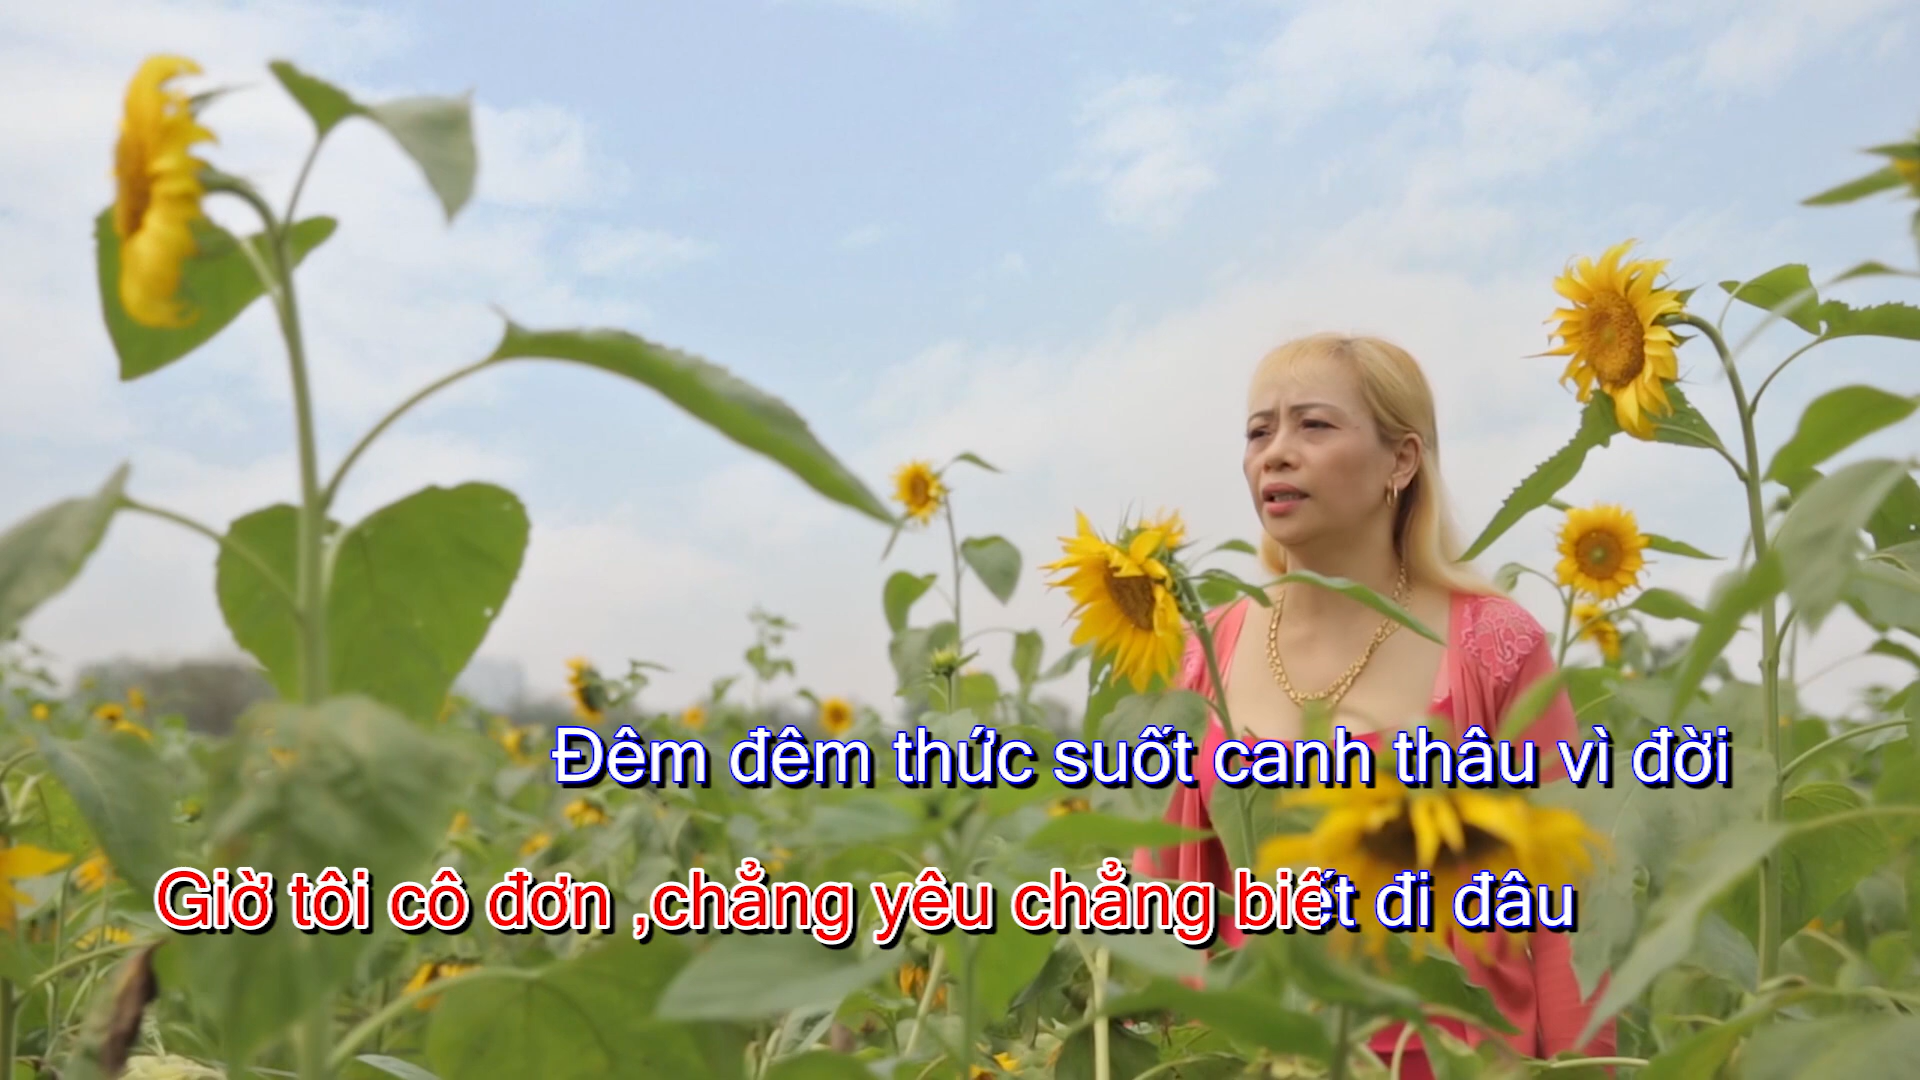 Đêm đêm thức suốt canh thâu vì đời
Giờ tôi cô đơn ,chẳng yêu chẳng biết đi đâu